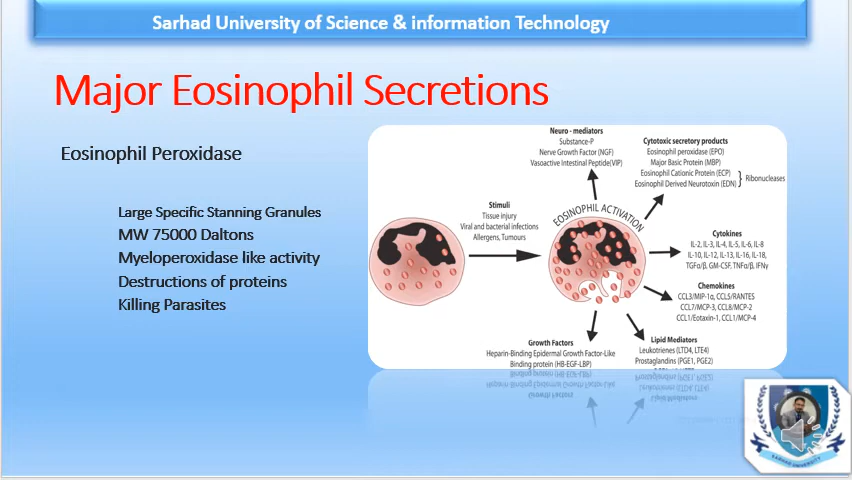 Sarhad University of Science & information Technology
Major Eosinophil Secretions
Eosinophil Peroxidase
Large Specific Stanning Granules
MW 75000 Daltons
Myeloperoxidase like activity
Destructions of proteins
Killing Parasites
Neuro - mediators
Substance-P
Nerve Growth Factor (NGF)
Vasoactive Intestinal Peptide(VIP)
Cytotoxic secretory products
Eosinophil peroxidase (EPO)
Major Basic Protein (MBP)
Eosinophil Cationic Protein (ECP)
Eosinophil Derived Neurotoxin (EDN)
Ribonucleases
Stimuli
Tissue injury
Viral and bacterial infections
Allergens, Tumours
EOSINOPHIL ACTIVATION
Cytokines
IL-2, IL-3, IL-4, IL-5, IL-6, IL-8
IL-10, IL-12, IL-13, IL-16, IL-18,
TGFα/β, GM-CSF, TNFα/β, IFNγ
Chemokines
CCL3/MIP-1α, CCL5/RANTES
CCL7/MCP-3, CCL8/MCP-2
CCL1/Eotaxin-1, CCL1/MCP-4
Growth Factors
Heparin-Binding Epidermal Growth Factor-Like
Binding protein (HB-EGF-LBP)
Lipid Mediators
Leukotrienes (LTD4, LTE4)
Prostaglandins (PGE1, PGE2)
SARHAD UNIVERSITY